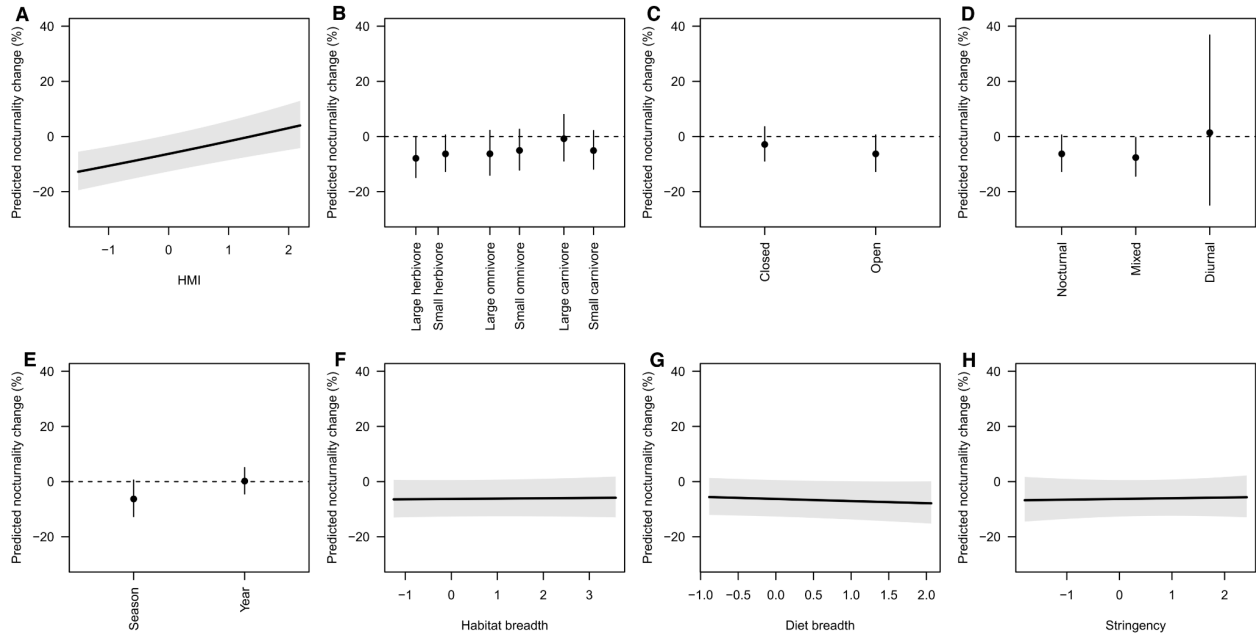 A
Predicted nocturnality change (%)
40
20
0
−20
−1
0
1
2
HMI
B
Predicted nocturnality change (%)
40
20
0
−20
Large herbivore
Small herbivore
Large omnivore
Small omnivore
Large carnivore
Small carnivore
C
Predicted nocturnality change (%)
40
20
0
−20
Closed
Open
D
Predicted nocturnality change (%)
40
20
0
−20
Nocturnal
Mixed
Diurnal
E
Predicted nocturnality change (%)
40
20
0
−20
Season
Year
F
Predicted nocturnality change (%)
40
20
0
−20
−1
0
1
2
3
Habitat breadth
G
Predicted nocturnality change (%)
40
20
0
−20
−1.0
−0.5
0.0
0.5
1.0
1.5
2.0
Diet breadth
H
Predicted nocturnality change (%)
40
20
0
−20
−1
0
1
2
Stringency